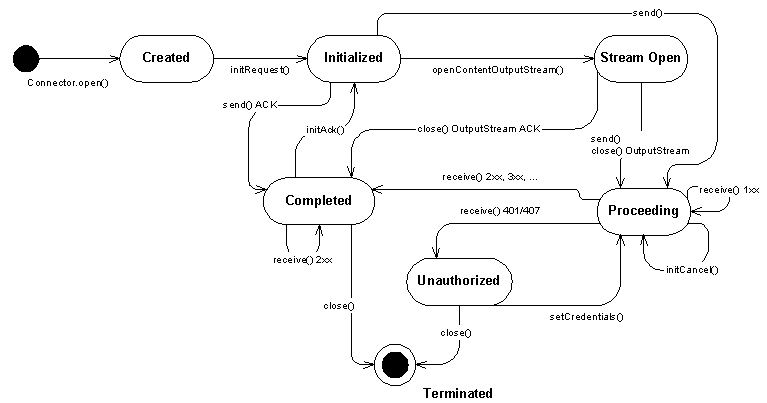 send()
Created
Initialized
Stream Open
Connector.open()
initRequest()
openContentOutputStream()
send() ACK
initAck()
close() OutputStream ACK
send()
close() OutputStream
receive() 2xx, 3xx, ...
receive() 1xx
Completed
receive() 401/407
Proceeding
receive() 2xx
initCancel()
Unauthorized
close()
setCredentials()
close()
Terminated